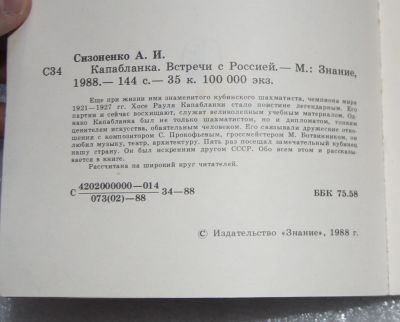 Сизоненко А. И.
С34 Капабланка. Встречи с Россией.— М.: Знание,
1988.— 144 с.— 35 к. 100 000 экз.
Еще при жизни имя знаменитого кубинского шахматиста, чемпиона мира
1921—1927 гг. Хосе Рауля Капабланки стало поистине легендарным. Его
партии и сейчас восхищают, служат великолепным учебным материалом. Од-
нако Капабланка был не только шахматистом, но и дипломатом, тонким
ценителем искусства, обаятельным человеком. Его связывали дружеские отно-
шения с композитором С. Прокофьевым, гроссмейстером М. Ботвинником, он
любил музыку, театр, архитектуру. Пять раз посещал замечательный кубинец
нашу страну. Он был искренним другом СССР. Обо всем этом и рассказы-
вается в книге.
Рассчитана на широкий круг читателей.
С 4202000000—014
073(02)—88 34—88
ББК 75.58
© Издательство «Знание», 1988 г.